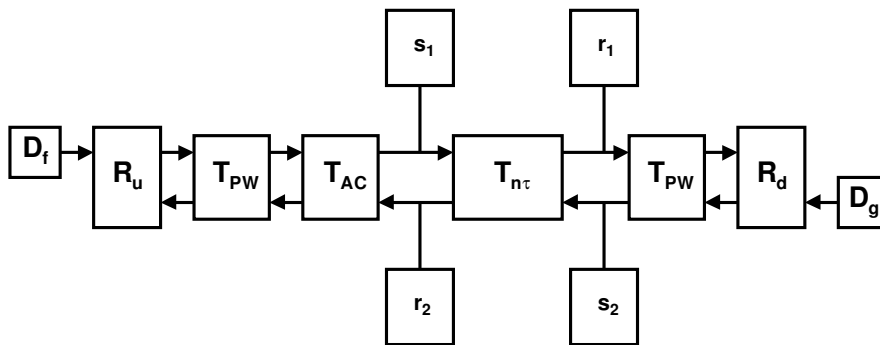 s₁
r₁
D_f
R_u
T_PW
T_AC
T_nτ
T_PW
R_d
D_g
r₂
s₂